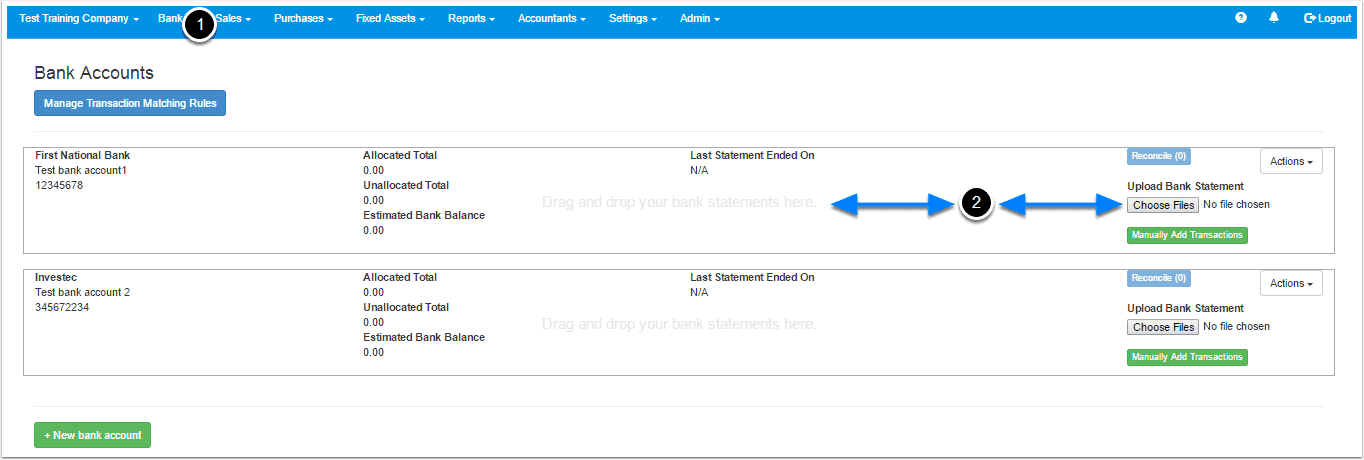 Test Training Company Bank 1 Sales Purchases Fixed Assets Reports Accountants Settings Admin ? Logout
Bank Accounts
Manage Transaction Matching Rules
First National Bank Allocated Total Last Statement Ended On Reconcile (0) Actions
Test bank account1 0.00 N/A
12345678 Unallocated Total Upload Bank Statement
0.00 Drag and drop your bank statements here. 2 Choose Files No file chosen
Estimated Bank Balance
0.00 Manually Add Transactions
Investec Allocated Total Last Statement Ended On Reconcile (0) Actions
Test bank account 2 0.00 N/A
345672234 Unallocated Total Upload Bank Statement
0.00 Drag and drop your bank statements here. Choose Files No file chosen
Estimated Bank Balance
0.00 Manually Add Transactions
+ New bank account